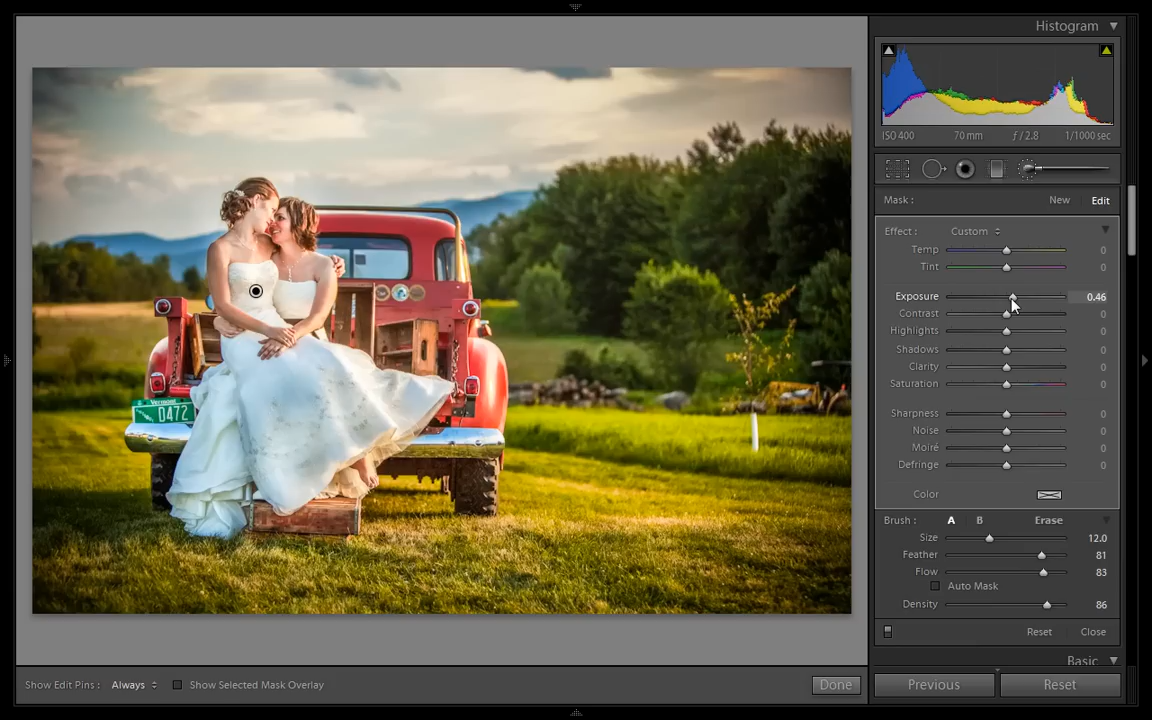 Histogram
ISO 400 70 mm ƒ / 2.8 1/1000 sec
Mask : New Edit
Effect : Custom
Temp 0
Tint 0
Exposure 0.46
Contrast 0
Highlights 0
Shadows 0
Clarity 0
Saturation 0
Sharpness 0
Noise 0
Moiré 0
Defringe 0
Color
Brush : A B Erase
Size 12.0
Feather 81
Flow 83
Auto Mask
Density 86
Reset Close
Basic
Previous Reset
VERMONT
D472
Show Edit Pins : Always Show Selected Mask Overlay Done